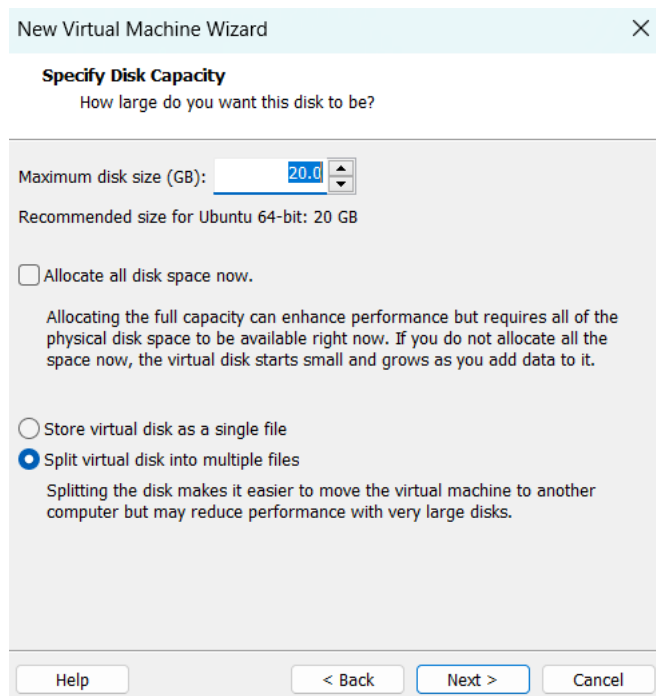 New Virtual Machine Wizard
Specify Disk Capacity
How large do you want this disk to be?
Maximum disk size (GB): 20.0
Recommended size for Ubuntu 64-bit: 20 GB
Allocate all disk space now.
Allocating the full capacity can enhance performance but requires all of the
physical disk space to be available right now. If you do not allocate all the
space now, the virtual disk starts small and grows as you add data to it.
Store virtual disk as a single file
Split virtual disk into multiple files
Splitting the disk makes it easier to move the virtual machine to another
computer but may reduce performance with very large disks.
Help < Back Next > Cancel